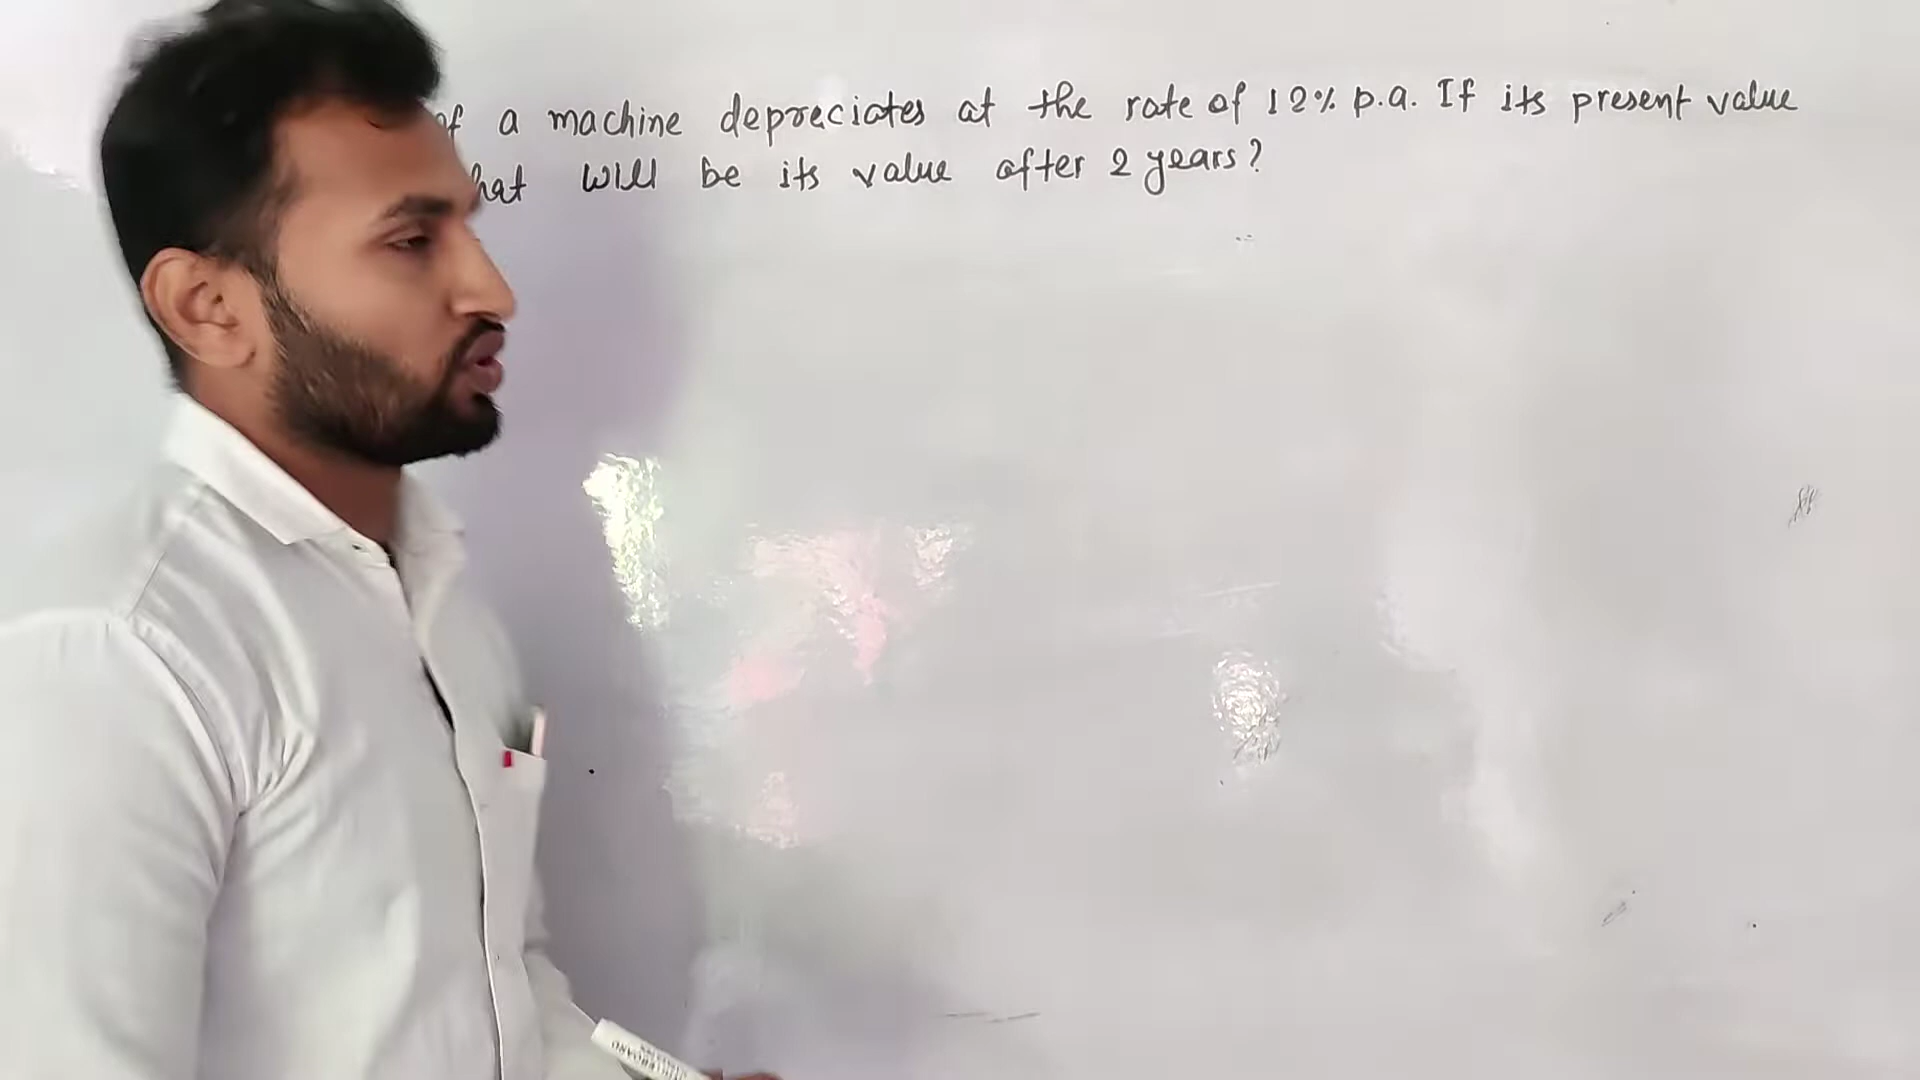 of a machine depreciates at the rate of 12% p.a. If its present value
will be its value after 2 years?